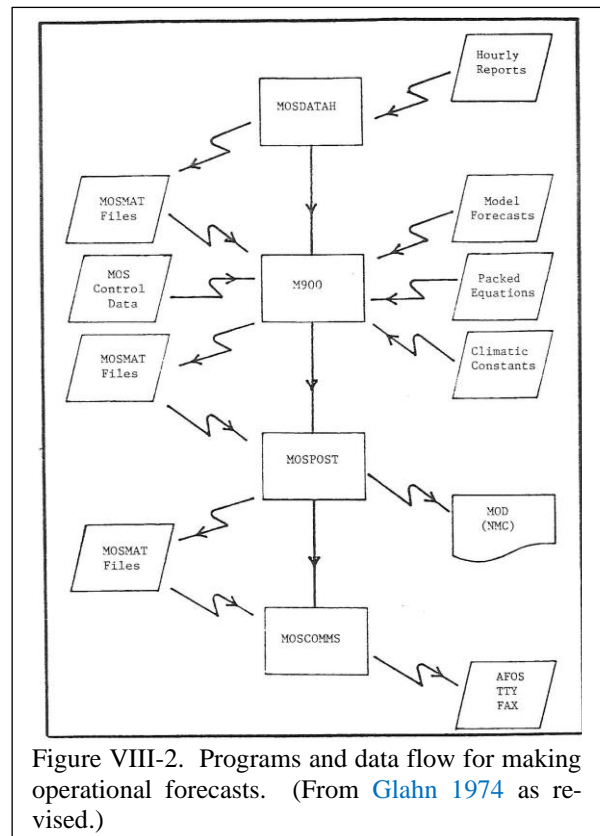 Hourly
Reports
MOSDATAH
MOSMAT
Files
Model
Forecasts
MOS
Control
Data
M900
Packed
Equations
MOSMAT
Files
Climatic
Constants
MOSPOST
MOD
(NMC)
MOSMAT
Files
MOSCOMMS
AFOS
TTY
FAX
Figure VIII-2. Programs and data flow for making
operational forecasts. (From Glahn 1974 as re-
vised.)